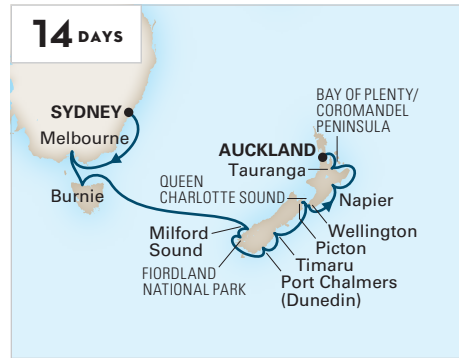 14 DAYS
SYDNEY
Melbourne
Burnie
BAY OF PLENTY/
COROMANDEL
PENINSULA
AUCKLAND
Tauranga
QUEEN
CHARLOTTE SOUND
Napier
Wellington
Picton
Milford
Sound
Timaru
FIORDLAND
NATIONAL PARK
Port Chalmers
(Dunedin)